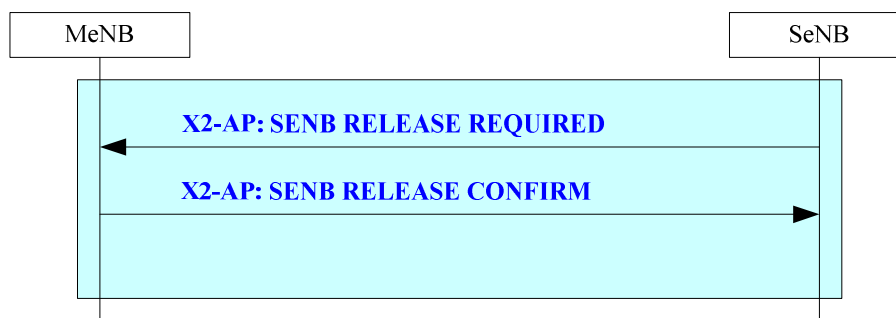 MeNB
SeNB
X2-AP: SENB RELEASE REQUIRED
X2-AP: SENB RELEASE CONFIRM